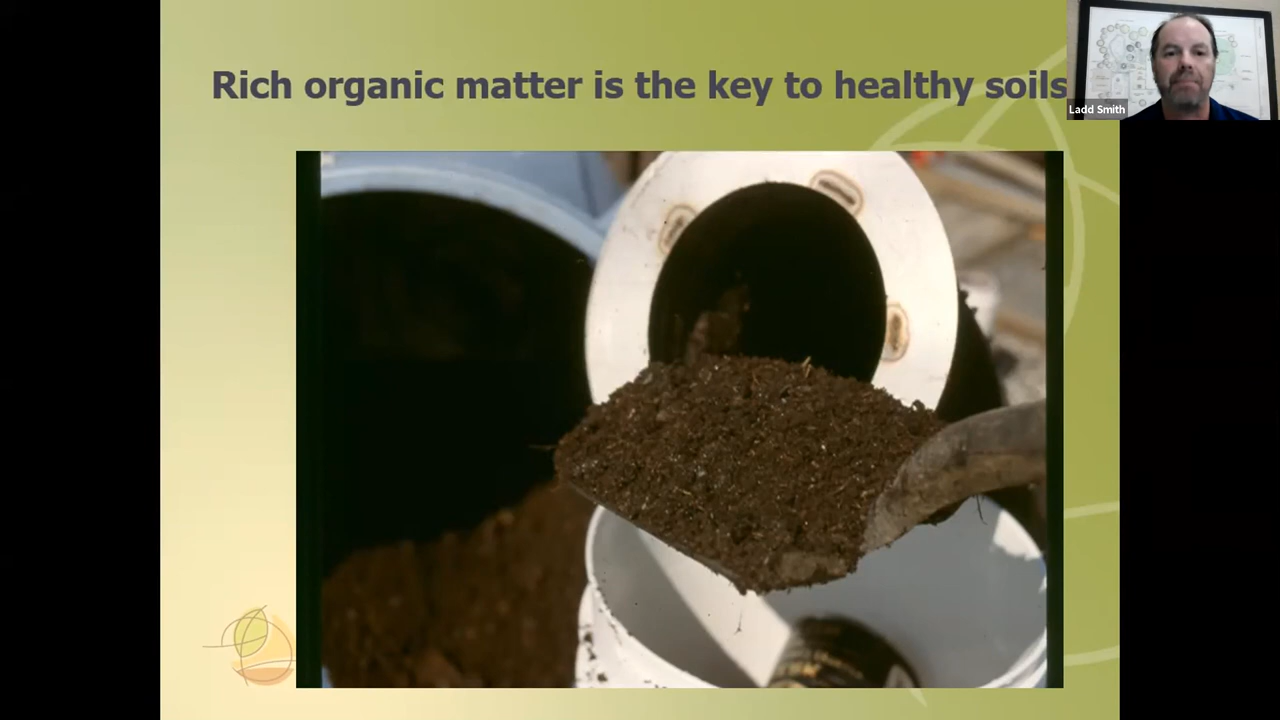 Rich organic matter is the key to healthy soils
Ladd Smith